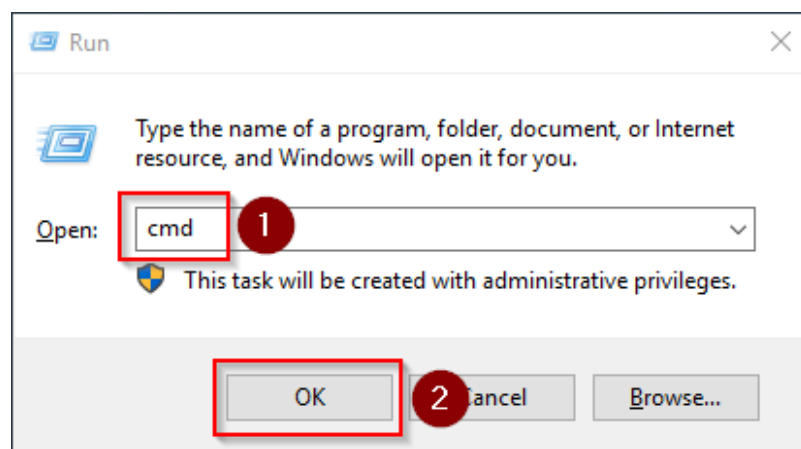 Run
Type the name of a program, folder, document, or Internet
resource, and Windows will open it for you.
Open: cmd 1
This task will be created with administrative privileges.
OK 2 Cancel Browse...